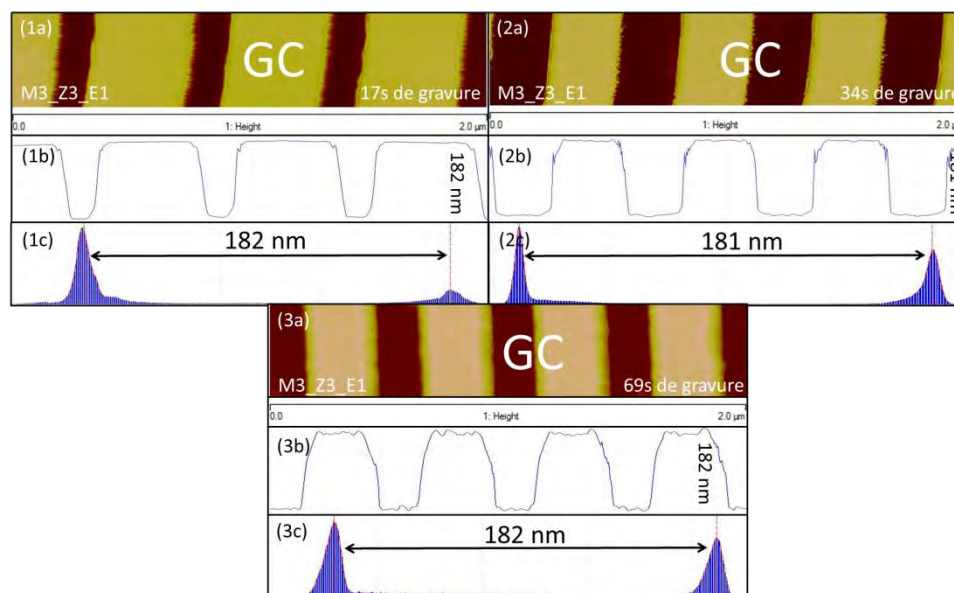 (1a)
GC
M3_Z3_E1
17s de gravure
0.0
1: Height
2.0 µm
(1b)
182 nm
(1c)
182 nm
(2a)
GC
M3_Z3_E1
34s de gravure
0.0
1: Height
(2b)
(2c)
181 nm
(3a)
GC
M3_Z3_E1
69s de gravure
0.0
1: Height
2.0 µm
(3b)
182 nm
(3c)
182 nm